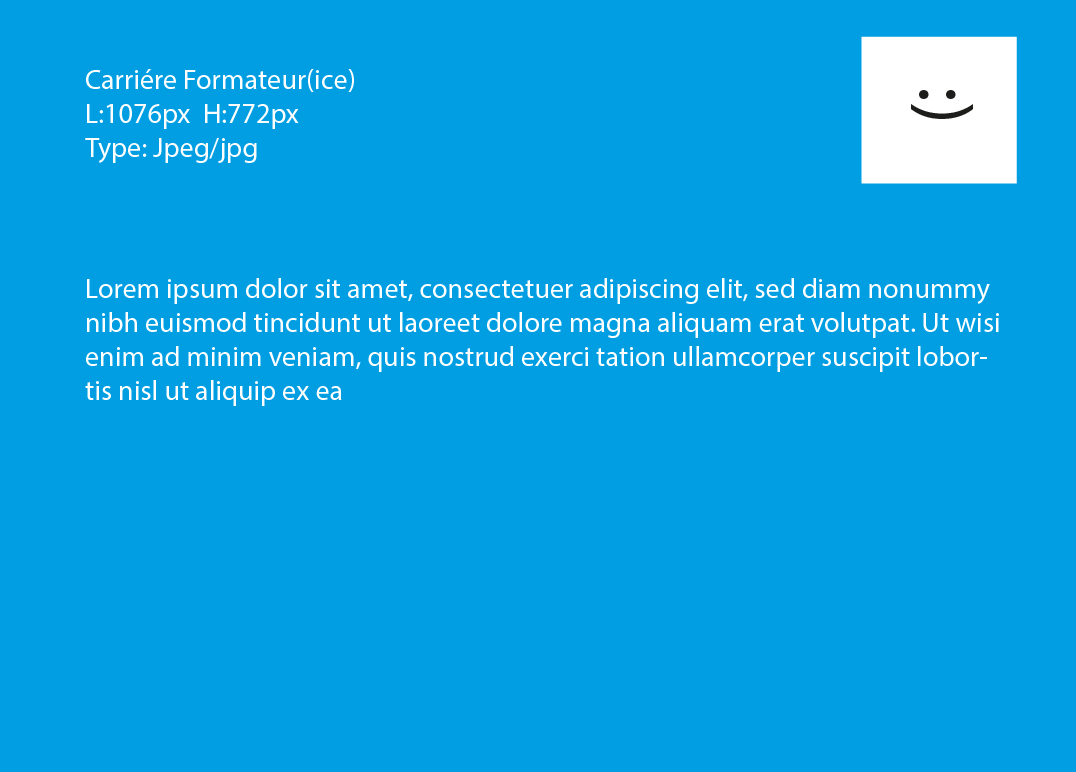 Carriére Formateur(ice)
L:1076px  H:772px
Type: Jpeg/jpg
Lorem ipsum dolor sit amet, consectetuer adipiscing elit, sed diam nonummy
nibh euismod tincidunt ut laoreet dolore magna aliquam erat volutpat. Ut wisi
enim ad minim veniam, quis nostrud exerci tation ullamcorper suscipit lobor-
tis nisl ut aliquip ex ea